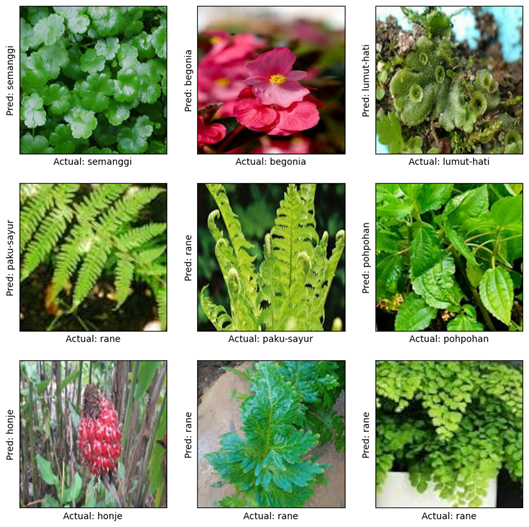 Pred: semanggi
Actual: semanggi
Pred: begonia
Actual: begonia
Pred: lumut-hati
Actual: lumut-hati
Pred: paku-sayur
Actual: rane
Pred: rane
Actual: paku-sayur
Pred: pohpohan
Actual: pohpohan
Pred: honje
Actual: honje
Pred: rane
Actual: rane
Pred: rane
Actual: rane